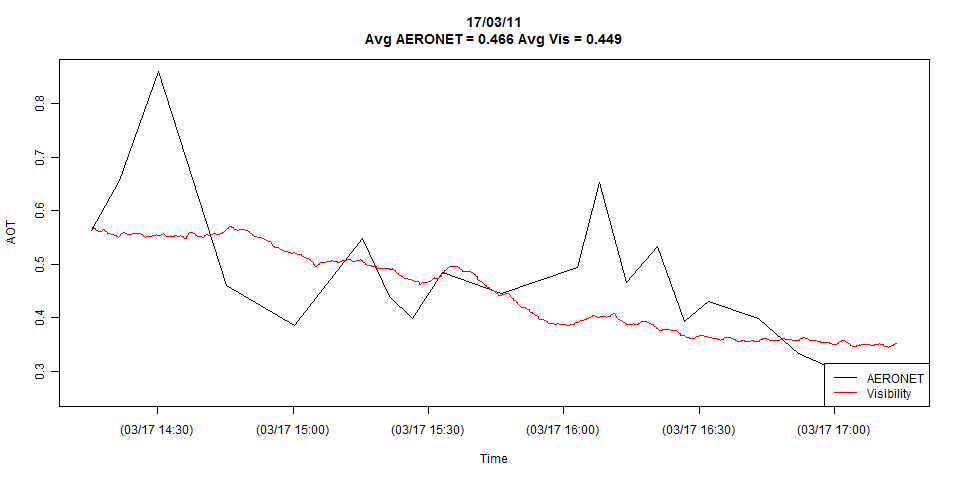 17/03/11
Avg AERONET = 0.466 Avg Vis = 0.449
AOT
0.8
0.7
0.6
0.5
0.4
0.3
AERONET
Visibility
(03/17 14:30) (03/17 15:00) (03/17 15:30) (03/17 16:00) (03/17 16:30) (03/17 17:00)
Time